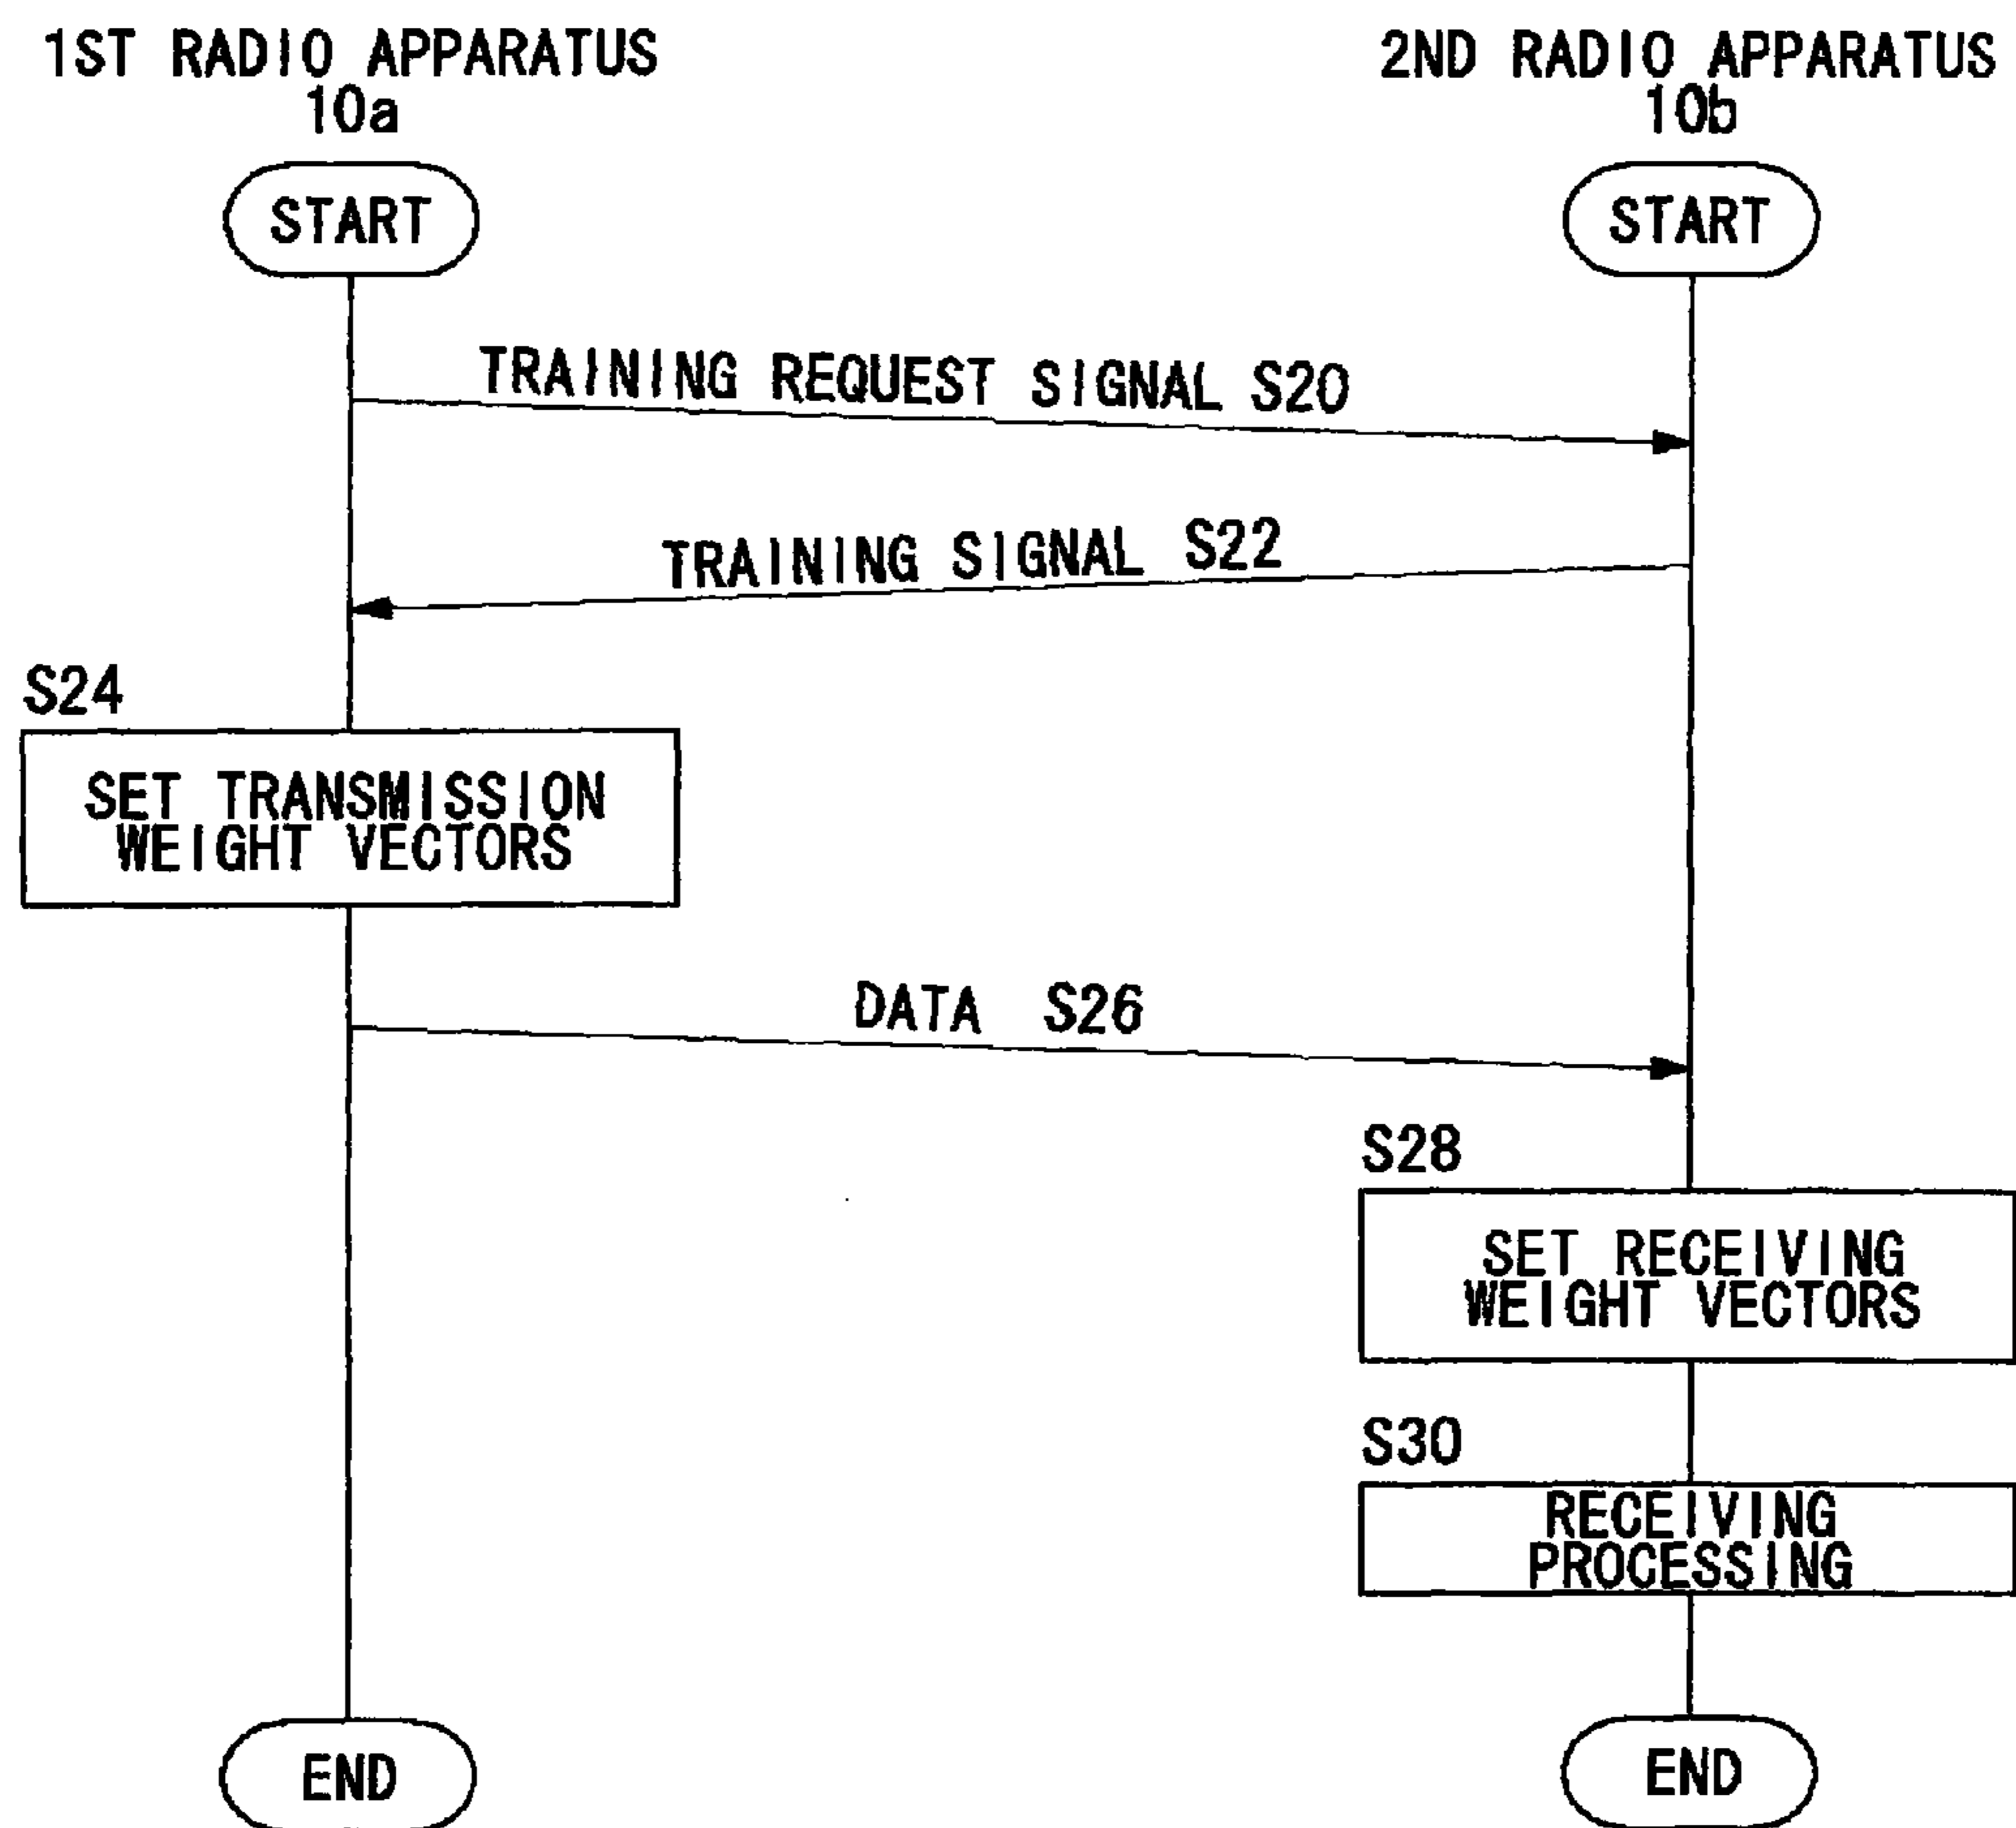 1ST RADIO APPARATUS
10a
2ND RADIO APPARATUS
10b
START
START
TRAINING REQUEST SIGNAL S20
TRAINING SIGNAL S22
S24
SET TRANSMISSION
WEIGHT VECTORS
DATA S26
S28
SET RECEIVING
WEIGHT VECTORS
S30
RECEIVING
PROCESSING
END
END